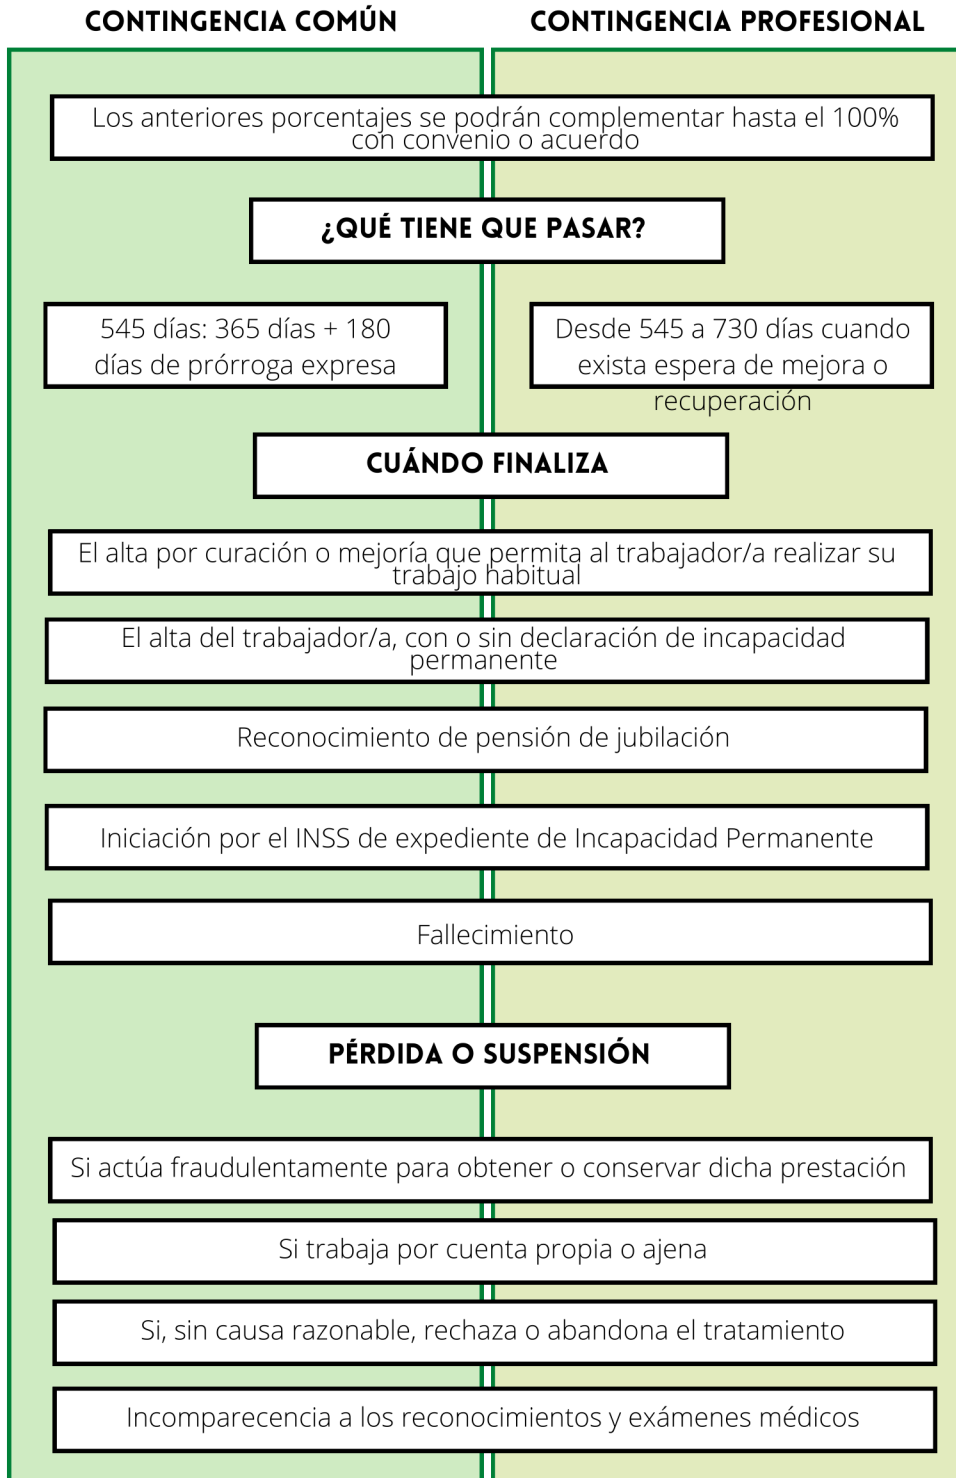 CONTINGENCIA COMÚN
CONTINGENCIA PROFESIONAL
Los anteriores porcentajes se podrán complementar hasta el 100%
con convenio o acuerdo
¿QUÉ TIENE QUE PASAR?
545 días: 365 días + 180
días de prórroga expresa
Desde 545 a 730 días cuando
exista espera de mejora o
recuperación
CUÁNDO FINALIZA
El alta por curación o mejoría que permita al trabajador/a realizar su
trabajo habitual
El alta del trabajador/a, con o sin declaración de incapacidad
permanente
Reconocimiento de pensión de jubilación
Iniciación por el INSS de expediente de Incapacidad Permanente
Fallecimiento
PÉRDIDA O SUSPENSIÓN
Si actúa fraudulentamente para obtener o conservar dicha prestación
Si trabaja por cuenta propia o ajena
Si, sin causa razonable, rechaza o abandona el tratamiento
Incomparecencia a los reconocimientos y exámenes médicos